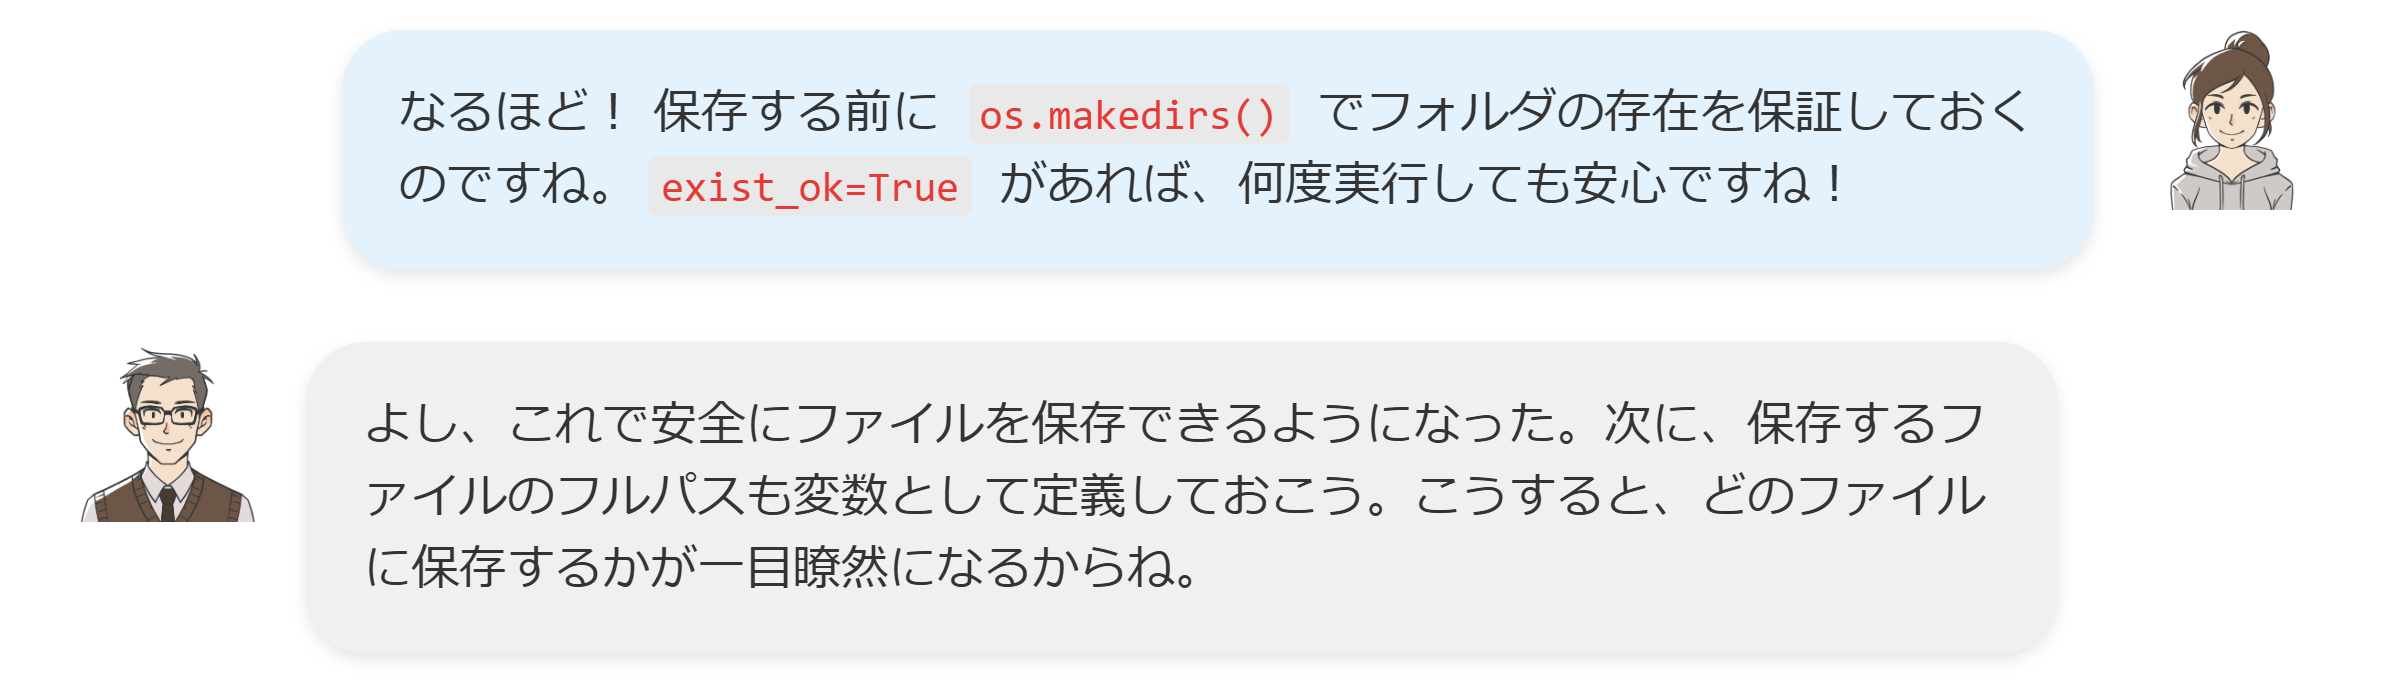 なるほど！ 保存する前に os.makedirs() でフォルダの存在を保証しておく
のですね。 exist_ok=True があれば、何度実行しても安心ですね！
よし、これで安全にファイルを保存できるようになった。次に、保存するフ
ァイルのフルパスも変数として定義しておこう。こうすると、どのファイル
に保存するかが一目瞭然になるからね。